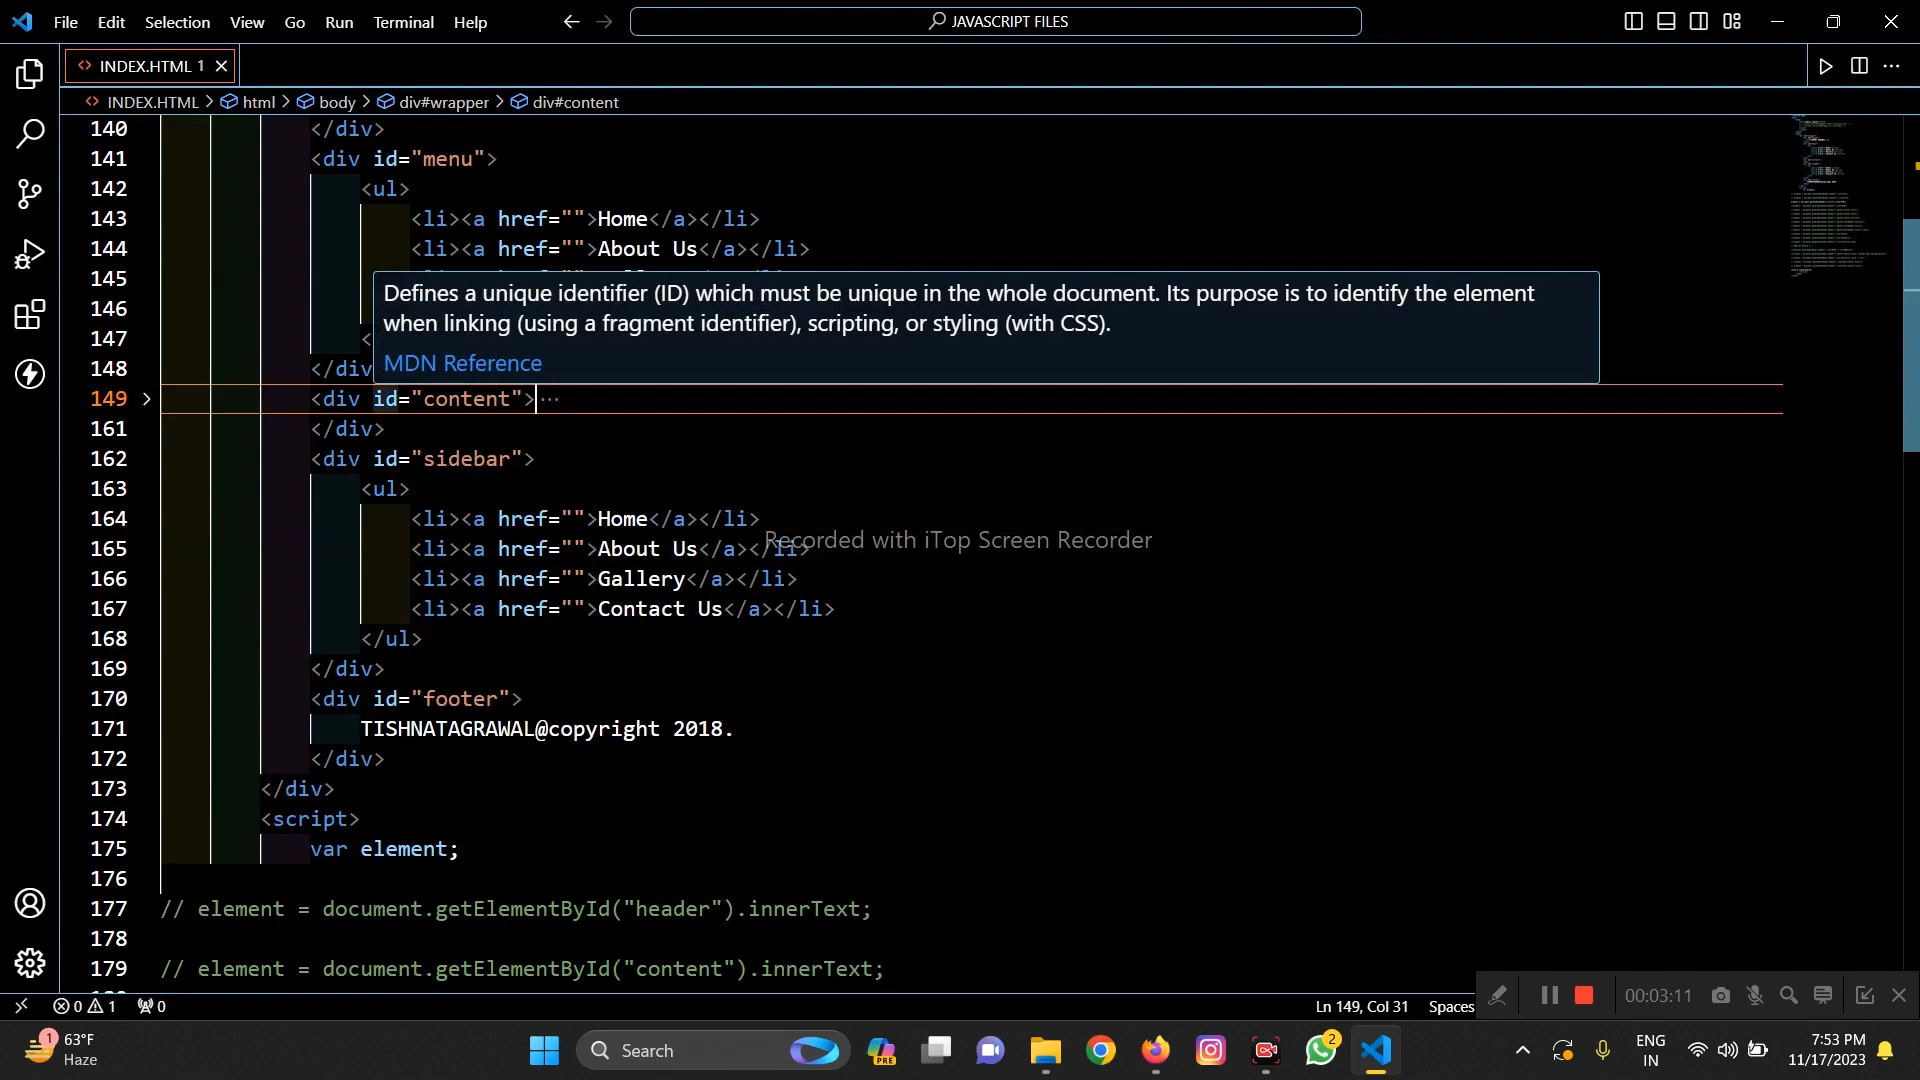 File Edit Selection View Go Run Terminal Help
JAVASCRIPT FILES
INDEX.HTML 1
INDEX.HTML > html > body > div#wrapper > div#content
140 </div>
141 <div id="menu">
142 <ul>
143 <li><a href="">Home</a></li>
144 <li><a href="">About Us</a></li>
145
Defines a unique identifier (ID) which must be unique in the whole document. Its purpose is to identify the element
146
when linking (using a fragment identifier), scripting, or styling (with CSS).
147 <
MDN Reference
148 </div
149 <div id="content">...
161 </div>
162 <div id="sidebar">
163 <ul>
164 <li><a href="">Home</a></li>
Recorded with iTop Screen Recorder
165 <li><a href="">About Us</a></li>
166 <li><a href="">Gallery</a></li>
167 <li><a href="">Contact Us</a></li>
168 </ul>
169 </div>
170 <div id="footer">
171 TISHNATAGRAWAL@copyright 2018.
172 </div>
173 </div>
174 <script>
175 var element;
176
177 // element = document.getElementById("header").innerText;
178
179 // element = document.getElementById("content").innerText;
00:03:11
0 1 0
Ln 149, Col 31 Spaces
1 63°F
Haze
Search
PRE
2
ENG
IN
7:53 PM
11/17/2023